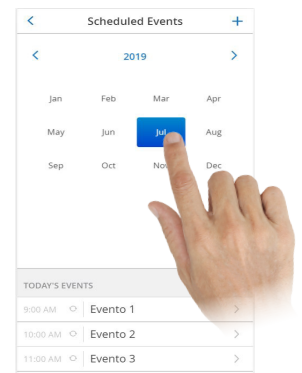 Scheduled Events
2019
Jan Feb Mar Apr
May Jun Jul Aug
Sep Oct Nov Dec
TODAY'S EVENTS
9:00 AM Evento 1
10:00 AM Evento 2
11:00 AM Evento 3